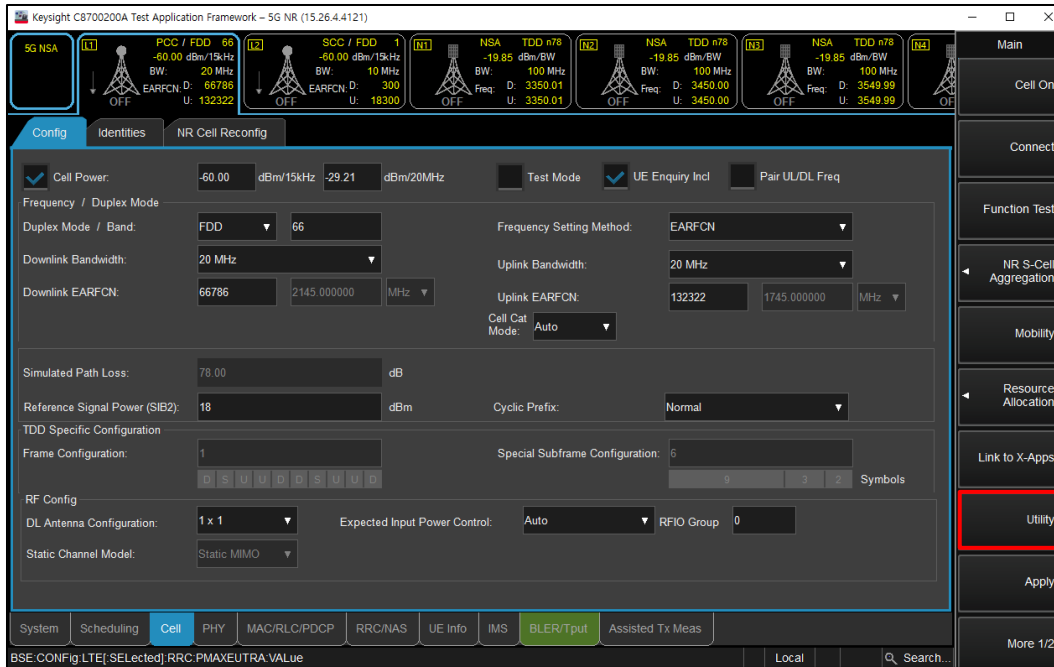 Keysight C8700200A Test Application Framework – 5G NR (15.26.4.4121)
5G NSA
L1 PCC / FDD 66
-60.00 dBm/15kHz
BW: 20 MHz
EARFCN: D: 66786
U: 132322
OFF
L2 SCC / FDD 1
-60.00 dBm/15kHz
BW: 10 MHz
EARFCN: D: 300
U: 18300
OFF
N1 NSA TDD n78
-19.85 dBm/BW
BW: 100 MHz
Freq: D: 3350.01
U: 3350.01
OFF
N2 NSA TDD n78
-19.85 dBm/BW
BW: 100 MHz
Freq: D: 3450.00
U: 3450.00
OFF
N3 NSA TDD n78
-19.85 dBm/BW
BW: 100 MHz
Freq: D: 3549.99
U: 3549.99
OFF
N4
OF
Config Identities NR Cell Reconfig
Cell Power: -60.00 dBm/15kHz -29.21 dBm/20MHz Test Mode UE Enquiry Incl Pair UL/DL Freq
Frequency / Duplex Mode
Duplex Mode / Band: FDD 66 Frequency Setting Method: EARFCN
Downlink Bandwidth: 20 MHz Uplink Bandwidth: 20 MHz
Downlink EARFCN: 66786 2145.000000 MHz Uplink EARFCN: 132322 1745.000000 MHz
Cell Cat Mode: Auto
Simulated Path Loss: 78.00 dB
Reference Signal Power (SIB2): 18 dBm Cyclic Prefix: Normal
TDD Specific Configuration
Frame Configuration: 1 Special Subframe Configuration: 6
D S U U D D S U U D 9 3 2 Symbols
RF Config
DL Antenna Configuration: 1 x 1 Expected Input Power Control: Auto RFIO Group 0
Static Channel Model: Static MIMO
System Scheduling Cell PHY MAC/RLC/PDCP RRC/NAS UE Info IMS BLER/Tput Assisted Tx Meas
BSE:CONFig:LTE[:SELected]:RRC:PMAXEUTRA:VALue Local Search...
Main
Cell On
Connect
Function Test
NR S-Cell
Aggregation
Mobility
Resource
Allocation
Link to X-Apps
Utility
Apply
More 1/2